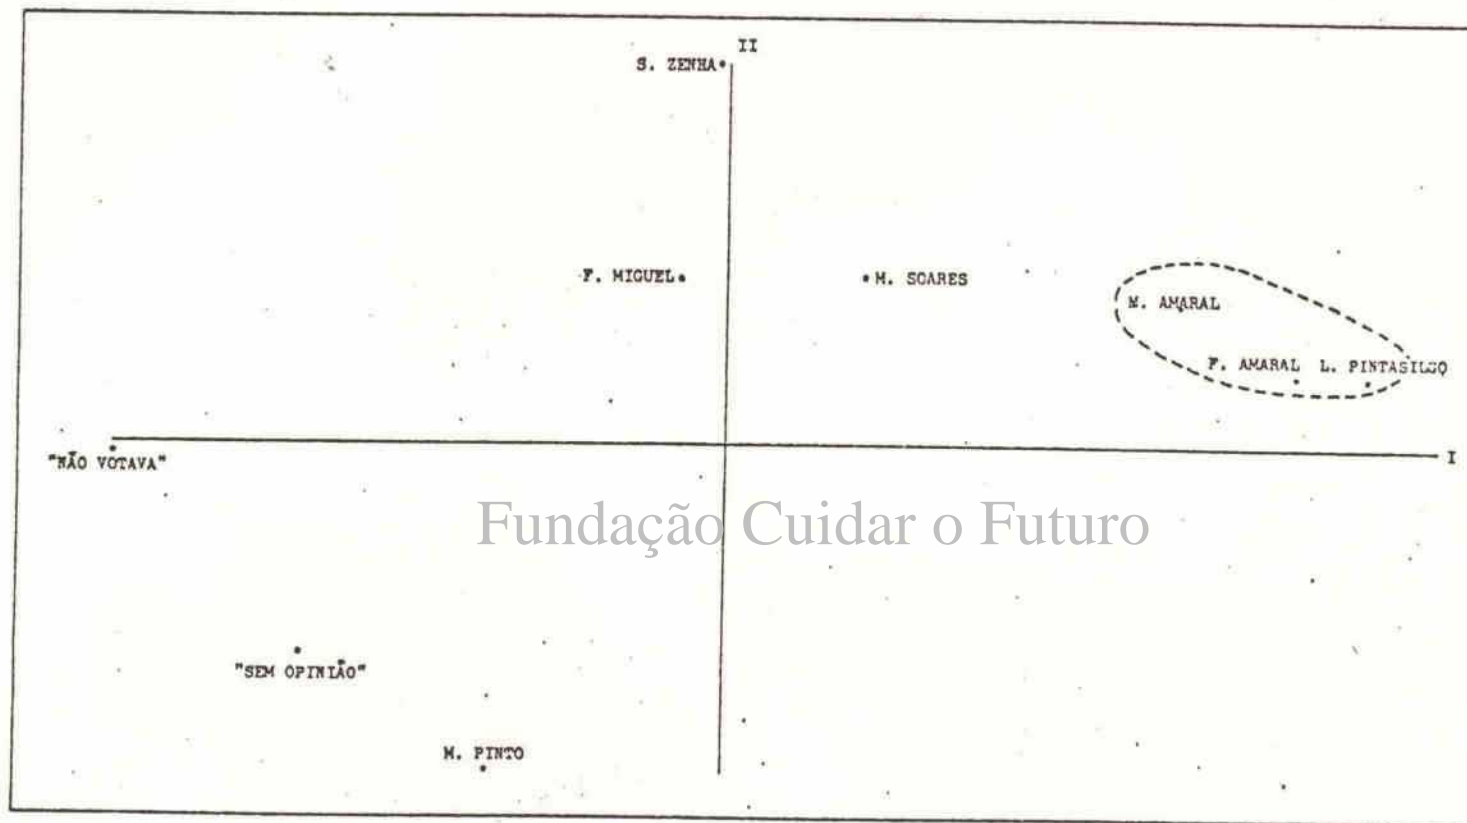 II
S. ZENHA
F. MIGUEL
M. SOARES
M. AMARAL
F. AMARAL L. PINTASILGO
"NÃO VOTAVA"
I
Fundação Cuidar o Futuro
"SEM OPINIÃO"
M. PINTO